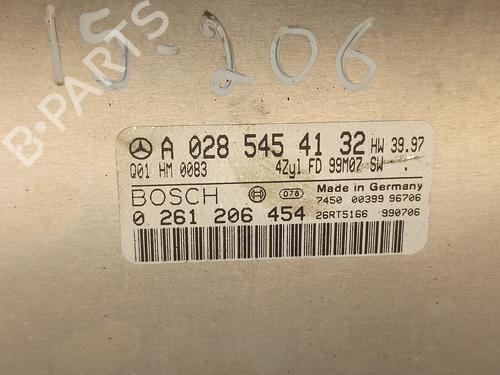 15-206
B-PARTS
A 028 545 41 32 HW 39.97
Q01 HM 0083 4Zyl FD 99M07 SW
BOSCH 078 Made in Germany
7450 00399 96706
0 261 206 454 26RT5166 990706